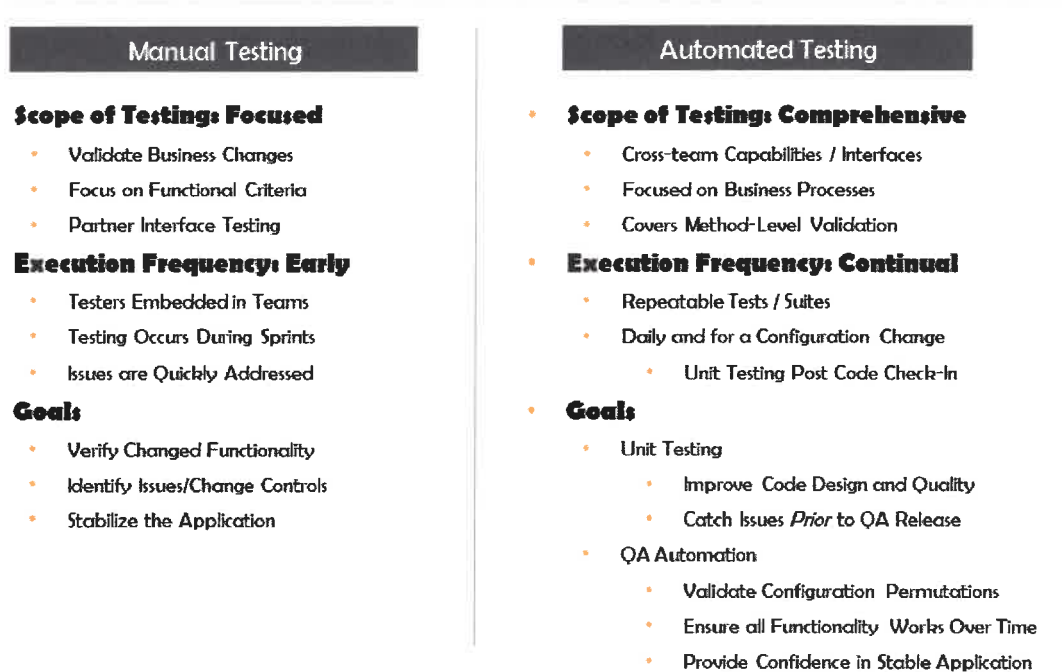 Manual Testing
Scope of Testing: Focused
Validate Business Changes
Focus on Functional Criteria
Partner Interface Testing
Execution Frequency: Early
Testers Embedded in Teams
Testing Occurs During Sprints
Issues are Quickly Addressed
Goals
Verify Changed Functionality
Identify Issues/Change Controls
Stabilize the Application
Automated Testing
Scope of Testing: Comprehensive
Cross-team Capabilities / Interfaces
Focused on Business Processes
Covers Method-Level Validation
Execution Frequency: Continual
Repeatable Tests / Suites
Daily and for a Configuration Change
Unit Testing Post Code Check-In
Goals
Unit Testing
Improve Code Design and Quality
Catch Issues Prior to QA Release
QA Automation
Validate Configuration Permutations
Ensure all Functionality Works Over Time
Provide Confidence in Stable Application